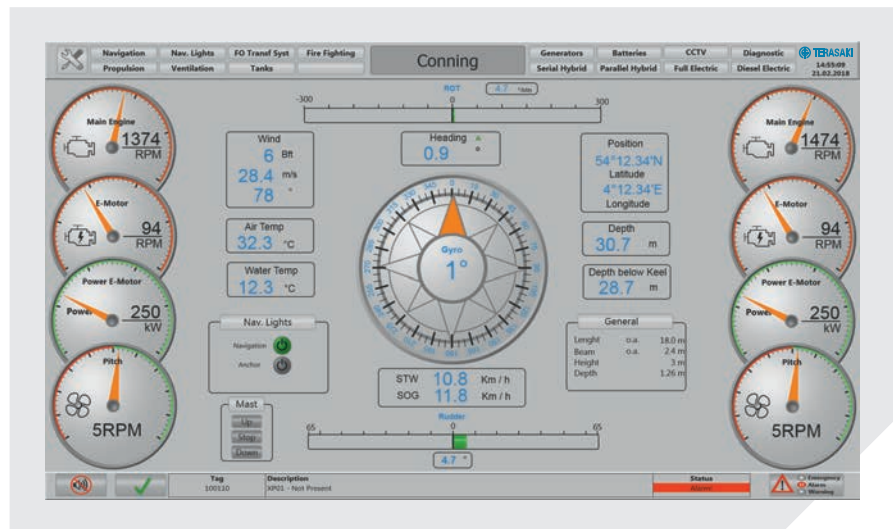 Navigation Nav. Lights FO Transf Syst Fire Fighting
Propulsion Ventilation Tanks
Conning
Generators Batteries CCTV Diagnostic
Serial Hybrid Parallel Hybrid Full Electric Diesel Electric
TERASAKI
14:55:09
21.02.2018
ROT 4.7
-300 0 300
Main Engine
1374
RPM
E-Motor
94
RPM
Power E-Motor
Power
250
kW
Pitch
5RPM
Wind
6 Bft
28.4 m/s
78 °
Air Temp
32.3 °C
Water Temp
12.3 °C
Nav. Lights
Navigation
Anchor
Mast
Up
Stop
Down
Heading
0.9 °
Gyro
1°
STW 10.8 Km / h
SOG 11.8 Km / h
Rudder
65 0 65
4.7 °
Position
54°12.34'N
Latitude
4°12.34'E
Longitude
Depth
30.7 m
Depth below Keel
28.7 m
General
Lenght o.a. 18.0 m
Beam o.a. 2.4 m
Height 3 m
Depth 1.26 m
Main Engine
1474
RPM
E-Motor
94
RPM
Power E-Motor
Power
250
kW
Pitch
5RPM
Tag Description Status
100110 XP01 - Not Present Alarm
Emergency
Alarm
Warning